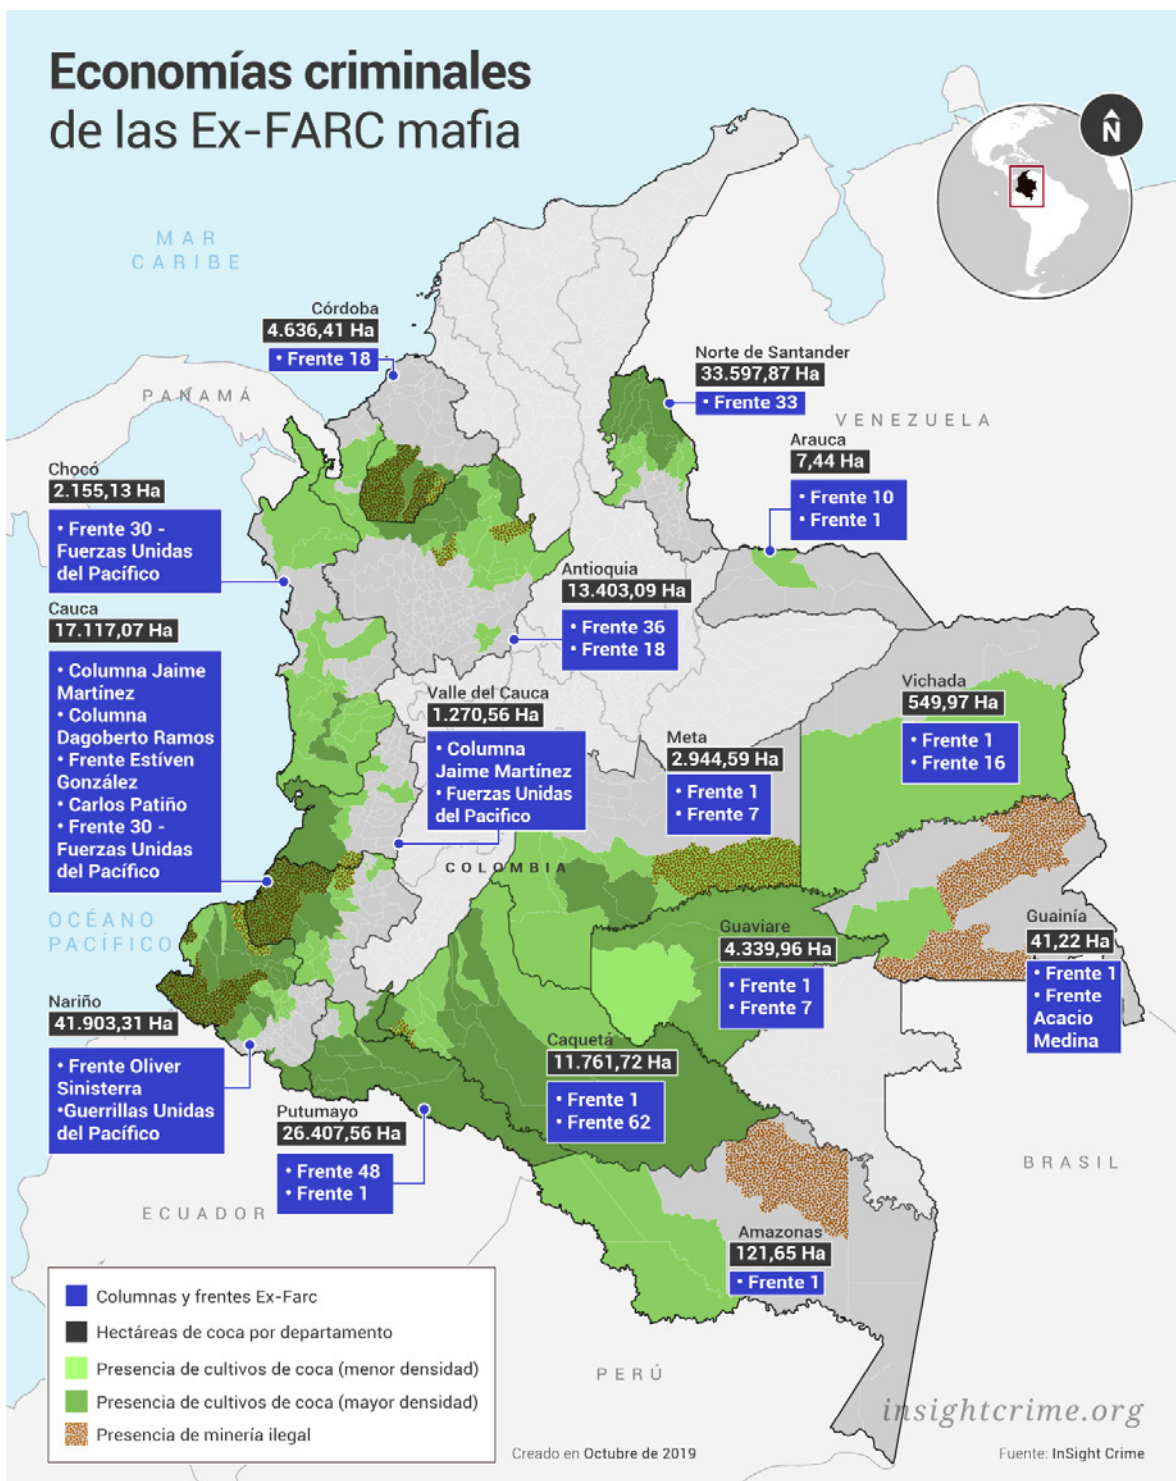 Economías criminales
de las Ex-FARC mafia
N
MAR
CARIBE
Córdoba
4.636,41 Ha
• Frente 18
PANAMÁ
Norte de Santander
33.597,87 Ha
• Frente 33
VENEZUELA
Arauca
7,44 Ha
• Frente 10
• Frente 1
Chocó
2.155,13 Ha
• Frente 30 -
Fuerzas Unidas
del Pacífico
Antioquia
13.403,09 Ha
• Frente 36
• Frente 18
Cauca
17.117,07 Ha
• Columna Jaime
Martínez
• Columna
Dagoberto Ramos
• Frente Estíven
González
• Carlos Patiño
• Frente 30 -
Fuerzas Unidas
del Pacífico
Valle del Cauca
1.270,56 Ha
• Columna
Jaime Martínez
• Fuerzas Unidas
del Pacifico
Meta
2.944,59 Ha
• Frente 1
• Frente 7
Vichada
549,97 Ha
• Frente 1
• Frente 16
COLOMBIA
OCÉANO
PACÍFICO
Guaviare
4.339,96 Ha
• Frente 1
• Frente 7
Guainía
41,22 Ha
• Frente 1
• Frente
Acacio
Medina
Nariño
41.903,31 Ha
• Frente Oliver
Sinisterra
•Guerrillas Unidas
del Pacífico
Caquetá
11.761,72 Ha
• Frente 1
• Frente 62
Putumayo
26.407,56 Ha
• Frente 48
• Frente 1
ECUADOR
BRASIL
Amazonas
121,65 Ha
• Frente 1
PERÚ
Columnas y frentes Ex-Farc
Hectáreas de coca por departamento
Presencia de cultivos de coca (menor densidad)
Presencia de cultivos de coca (mayor densidad)
Presencia de minería ilegal
insightcrime.org
Creado en Octubre de 2019
Fuente: InSight Crime